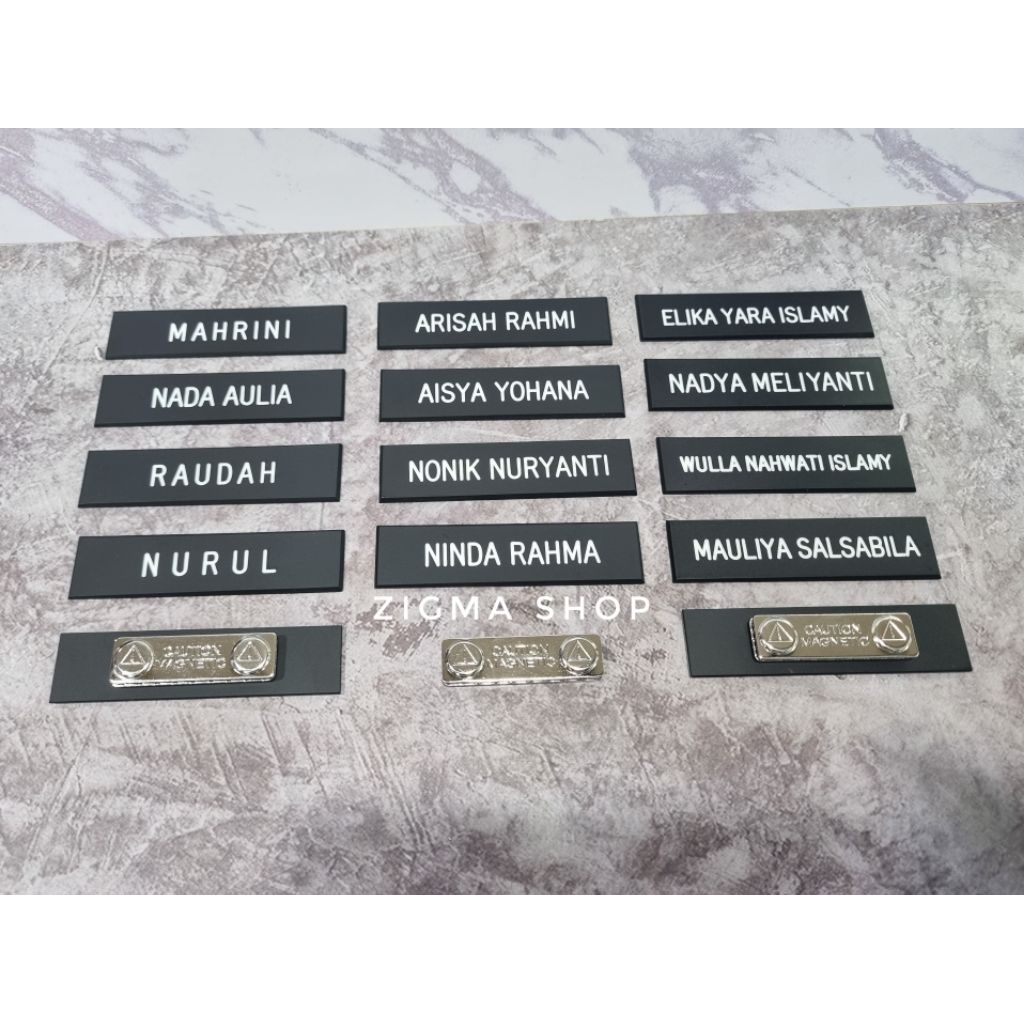 MAHRINI
ARISAH RAHMI
ELIKA YARA ISLAMY
NADA AULIA
AISYA YOHANA
NADYA MELIYANTI
RAUDAH
NONIK NURYANTI
WULLA NAHWATI ISLAMY
NURUL
NINDA RAHMA
MAULIYA SALSABILA
ZIGMA SHOP
CAUTION
MAGNETIC
CAUTION
MAGNETIC
CAUTION
MAGNETIC